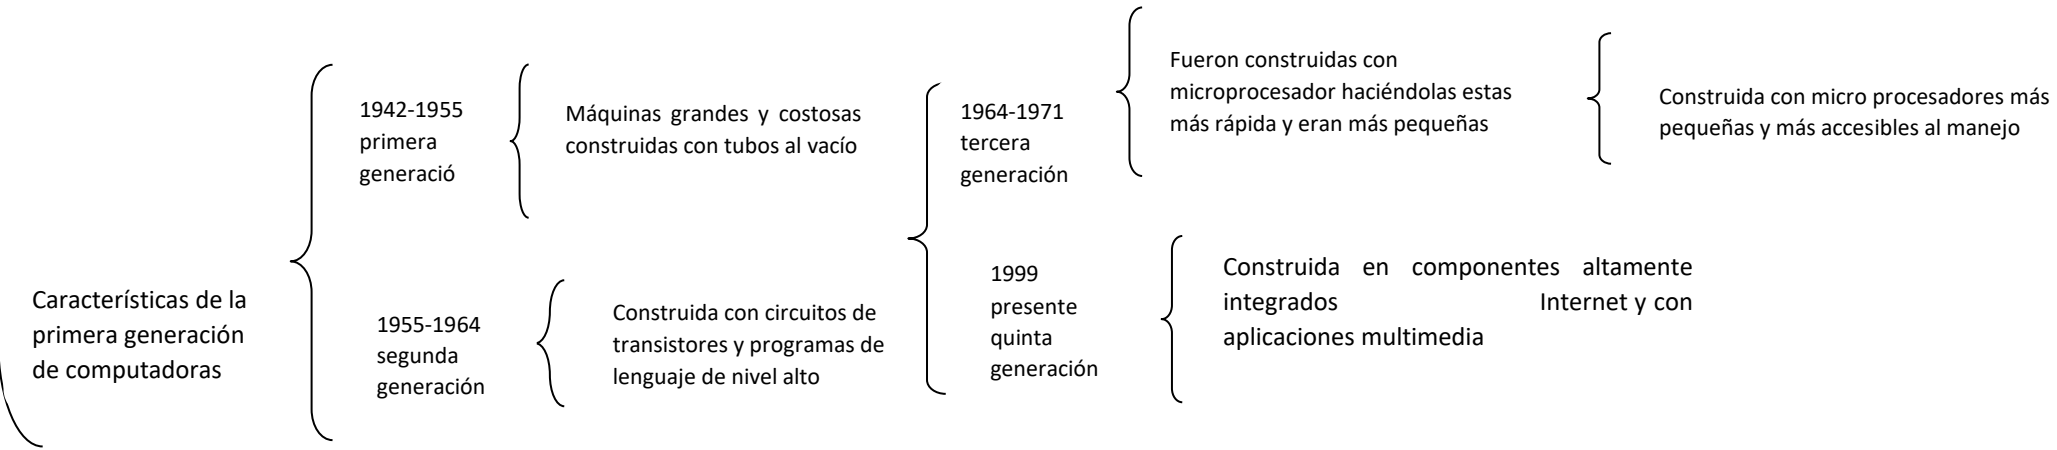 Características de la
primera generación
de computadoras
1942-1955
primera
generació
Máquinas grandes y costosas
construidas con tubos al vacío
1955-1964
segunda
generación
Construida con circuitos de
transistores y programas de
lenguaje de nivel alto
1964-1971
tercera
generación
Fueron construidas con
microprocesador haciéndolas estas
más rápida y eran más pequeñas
Construida con micro procesadores más
pequeñas y más accesibles al manejo
1999
presente
quinta
generación
Construida en componentes altamente
integrados Internet y con
aplicaciones multimedia